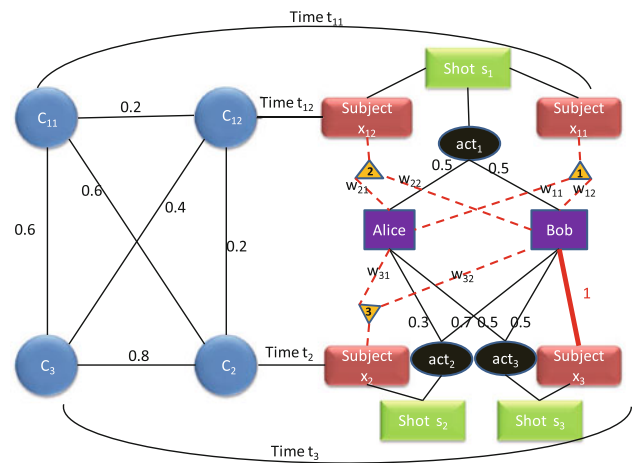 Time t11
Shot s1
C11
0.2
C12
Time t12
Subject
x12
Subject
x11
act1
0.5
0.5
2
1
w21
w22
w11
w12
0.6
0.6
0.4
0.2
Alice
Bob
w31
w32
3
1
0.3
0.7
0.5
0.5
C3
0.8
C2
Time t2
Subject
x2
act2
act3
Subject
x3
Shot s2
Shot s3
Time t3